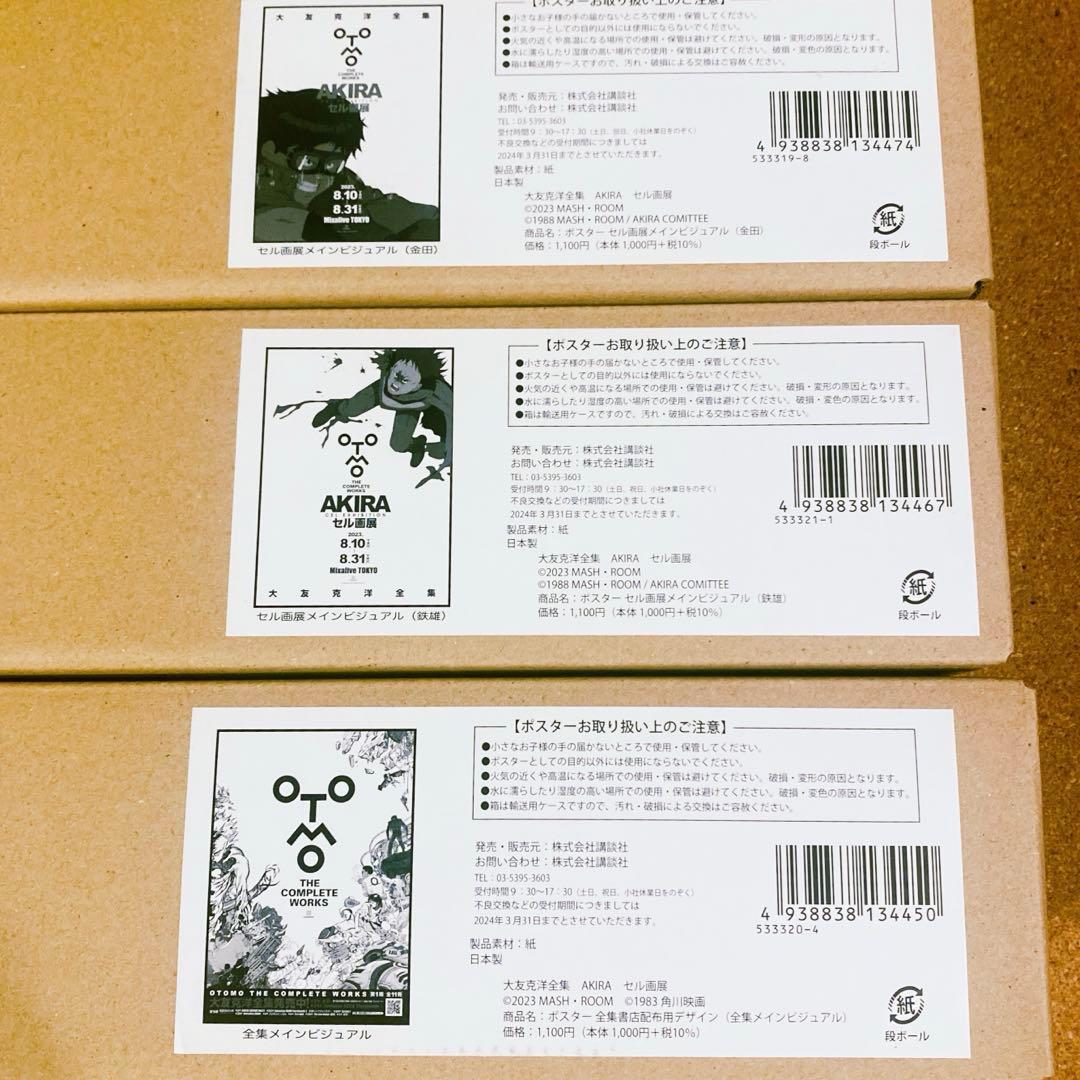 大友克洋全集
OTOMO
THE
COMPLETE
WORKS
AKIRA
セル画展
2023.
8.10
8.31
Mixalive TOKYO
セル画展メインビジュアル（金田）
【ポスターお取り扱い上のご注意】
●小さなお子様の手の届かないところで使用・保管してください。
●ポスターとしての目的以外には使用にならないでください。
●火気の近くや高温になる場所での使用・保管は避けてください。破損・変形の原因となります。
●水に濡らしたり湿度の高い場所での使用・保管は避けてください。破損・変色の原因となります。
●箱は輸送用ケースですので、汚れ・破損による交換はご容赦ください。
発売・販売元：株式会社講談社
お問い合わせ：株式会社講談社
TEL：03-5395-3603
受付時間9：30～17：30（土日、祝日、小社休業日をのぞく）
不良交換などの受付期間につきましては
2024年3月31日までとさせていただきます。
製品素材：紙
日本製
大友克洋全集　AKIRA　セル画展
©2023 MASH・ROOM
©1988 MASH・ROOM / AKIRA COMITTEE
商品名：ポスター セル画展メインビジュアル（金田）
価格：1,100円（本体 1,000円＋税10%）
4 938838 134474
533319-8
紙
段ボール
OTOMO
THE
COMPLETE
WORKS
AKIRA
CEL EXHIBITION
セル画展
2023.
8.10
8.31
Mixalive TOKYO
大友克洋全集
セル画展メインビジュアル（鉄雄）
【ポスターお取り扱い上のご注意】
●小さなお子様の手の届かないところで使用・保管してください。
●ポスターとしての目的以外には使用にならないでください。
●火気の近くや高温になる場所での使用・保管は避けてください。破損・変形の原因となります。
●水に濡らしたり湿度の高い場所での使用・保管は避けてください。破損・変色の原因となります。
●箱は輸送用ケースですので、汚れ・破損による交換はご容赦ください。
発売・販売元：株式会社講談社
お問い合わせ：株式会社講談社
TEL：03-5395-3603
受付時間9：30～17：30（土日、祝日、小社休業日をのぞく）
不良交換などの受付期間につきましては
2024年3月31日までとさせていただきます。
製品素材：紙
日本製
大友克洋全集　AKIRA　セル画展
©2023 MASH・ROOM
©1988 MASH・ROOM / AKIRA COMITTEE
商品名：ポスター セル画展メインビジュアル（鉄雄）
価格：1,100円（本体 1,000円＋税10%）
4 938838 134467
533321-1
紙
段ボール
OTOMO
THE
COMPLETE
WORKS
OTOMO THE COMPLETE WORKS 第1期 全11冊
全集メインビジュアル
【ポスターお取り扱い上のご注意】
●小さなお子様の手の届かないところで使用・保管してください。
●ポスターとしての目的以外には使用にならないでください。
●火気の近くや高温になる場所での使用・保管は避けてください。破損・変形の原因となります。
●水に濡らしたり湿度の高い場所での使用・保管は避けてください。破損・変色の原因となります。
●箱は輸送用ケースですので、汚れ・破損による交換はご容赦ください。
発売・販売元：株式会社講談社
お問い合わせ：株式会社講談社
TEL：03-5395-3603
受付時間9：30～17：30（土日、祝日、小社休業日をのぞく）
不良交換などの受付期間につきましては
2024年3月31日までとさせていただきます。
製品素材：紙
日本製
大友克洋全集　AKIRA　セル画展
©2023 MASH・ROOM　©1983 角川映画
商品名：ポスター 全集書店配布用デザイン（全集メインビジュアル）
価格：1,100円（本体 1,000円＋税10%）
4 938838 134450
533320-4
紙
段ボール